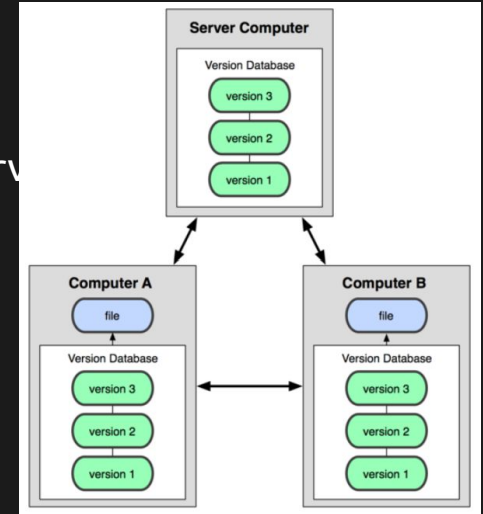 Server Computer
Version Database
version 3
version 2
version 1
rv
Computer A
file
Version Database
version 3
version 2
version 1
Computer B
file
Version Database
version 3
version 2
version 1